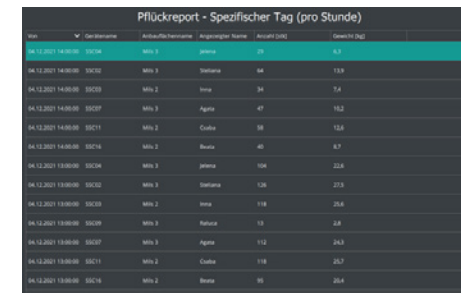 Pflückreport - Spezifischer Tag (pro Stunde)
Von Gerätename Anbauflächenname Angezeigter Name Anzahl [stk] Gewicht [kg]
04.12.2021 14:00:00 SSC04 Mils 3 Jelena 29 6,3
04.12.2021 14:00:00 SSC02 Mils 3 Steliana 64 13,9
04.12.2021 14:00:00 SSC03 Mils 2 Inna 34 7,4
04.12.2021 14:00:00 SSC07 Mils 3 Agata 47 10,2
04.12.2021 14:00:00 SSC11 Mils 2 Csaba 58 12,6
04.12.2021 14:00:00 SSC16 Mils 2 Beata 40 8,7
04.12.2021 13:00:00 SSC04 Mils 3 Jelena 104 22,6
04.12.2021 13:00:00 SSC02 Mils 3 Steliana 126 27,3
04.12.2021 13:00:00 SSC03 Mils 2 Inna 118 25,6
04.12.2021 13:00:00 SSC09 Mils 3 Raluca 13 2,8
04.12.2021 13:00:00 SSC07 Mils 3 Agata 112 24,3
04.12.2021 13:00:00 SSC11 Mils 2 Csaba 118 25,7
04.12.2021 13:00:00 SSC16 Mils 2 Beata 95 20,4